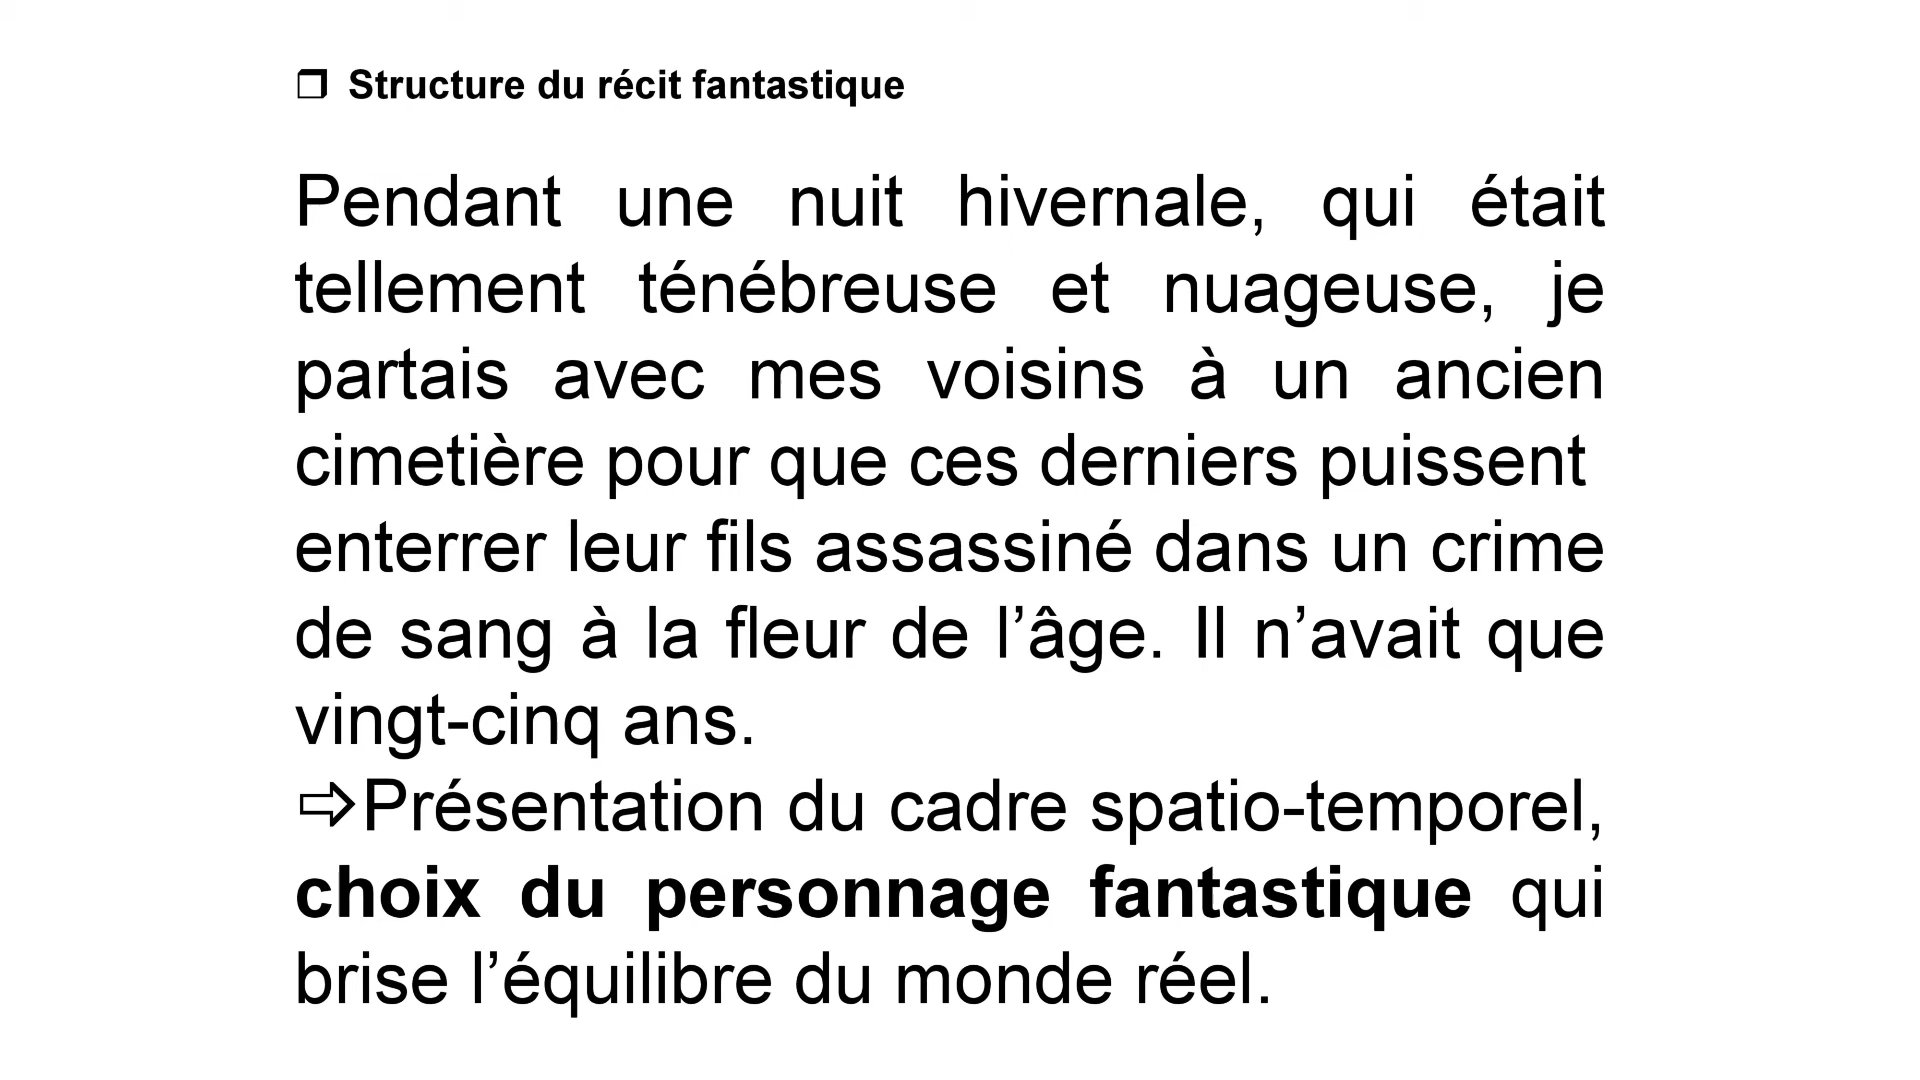 ❒ Structure du récit fantastique
Pendant une nuit hivernale, qui était
tellement ténébreuse et nuageuse, je
partais avec mes voisins à un ancien
cimetière pour que ces derniers puissent
enterrer leur fils assassiné dans un crime
de sang à la fleur de l’âge. Il n’avait que
vingt-cinq ans.
⇨Présentation du cadre spatio-temporel,
choix du personnage fantastique qui
brise l’équilibre du monde réel.